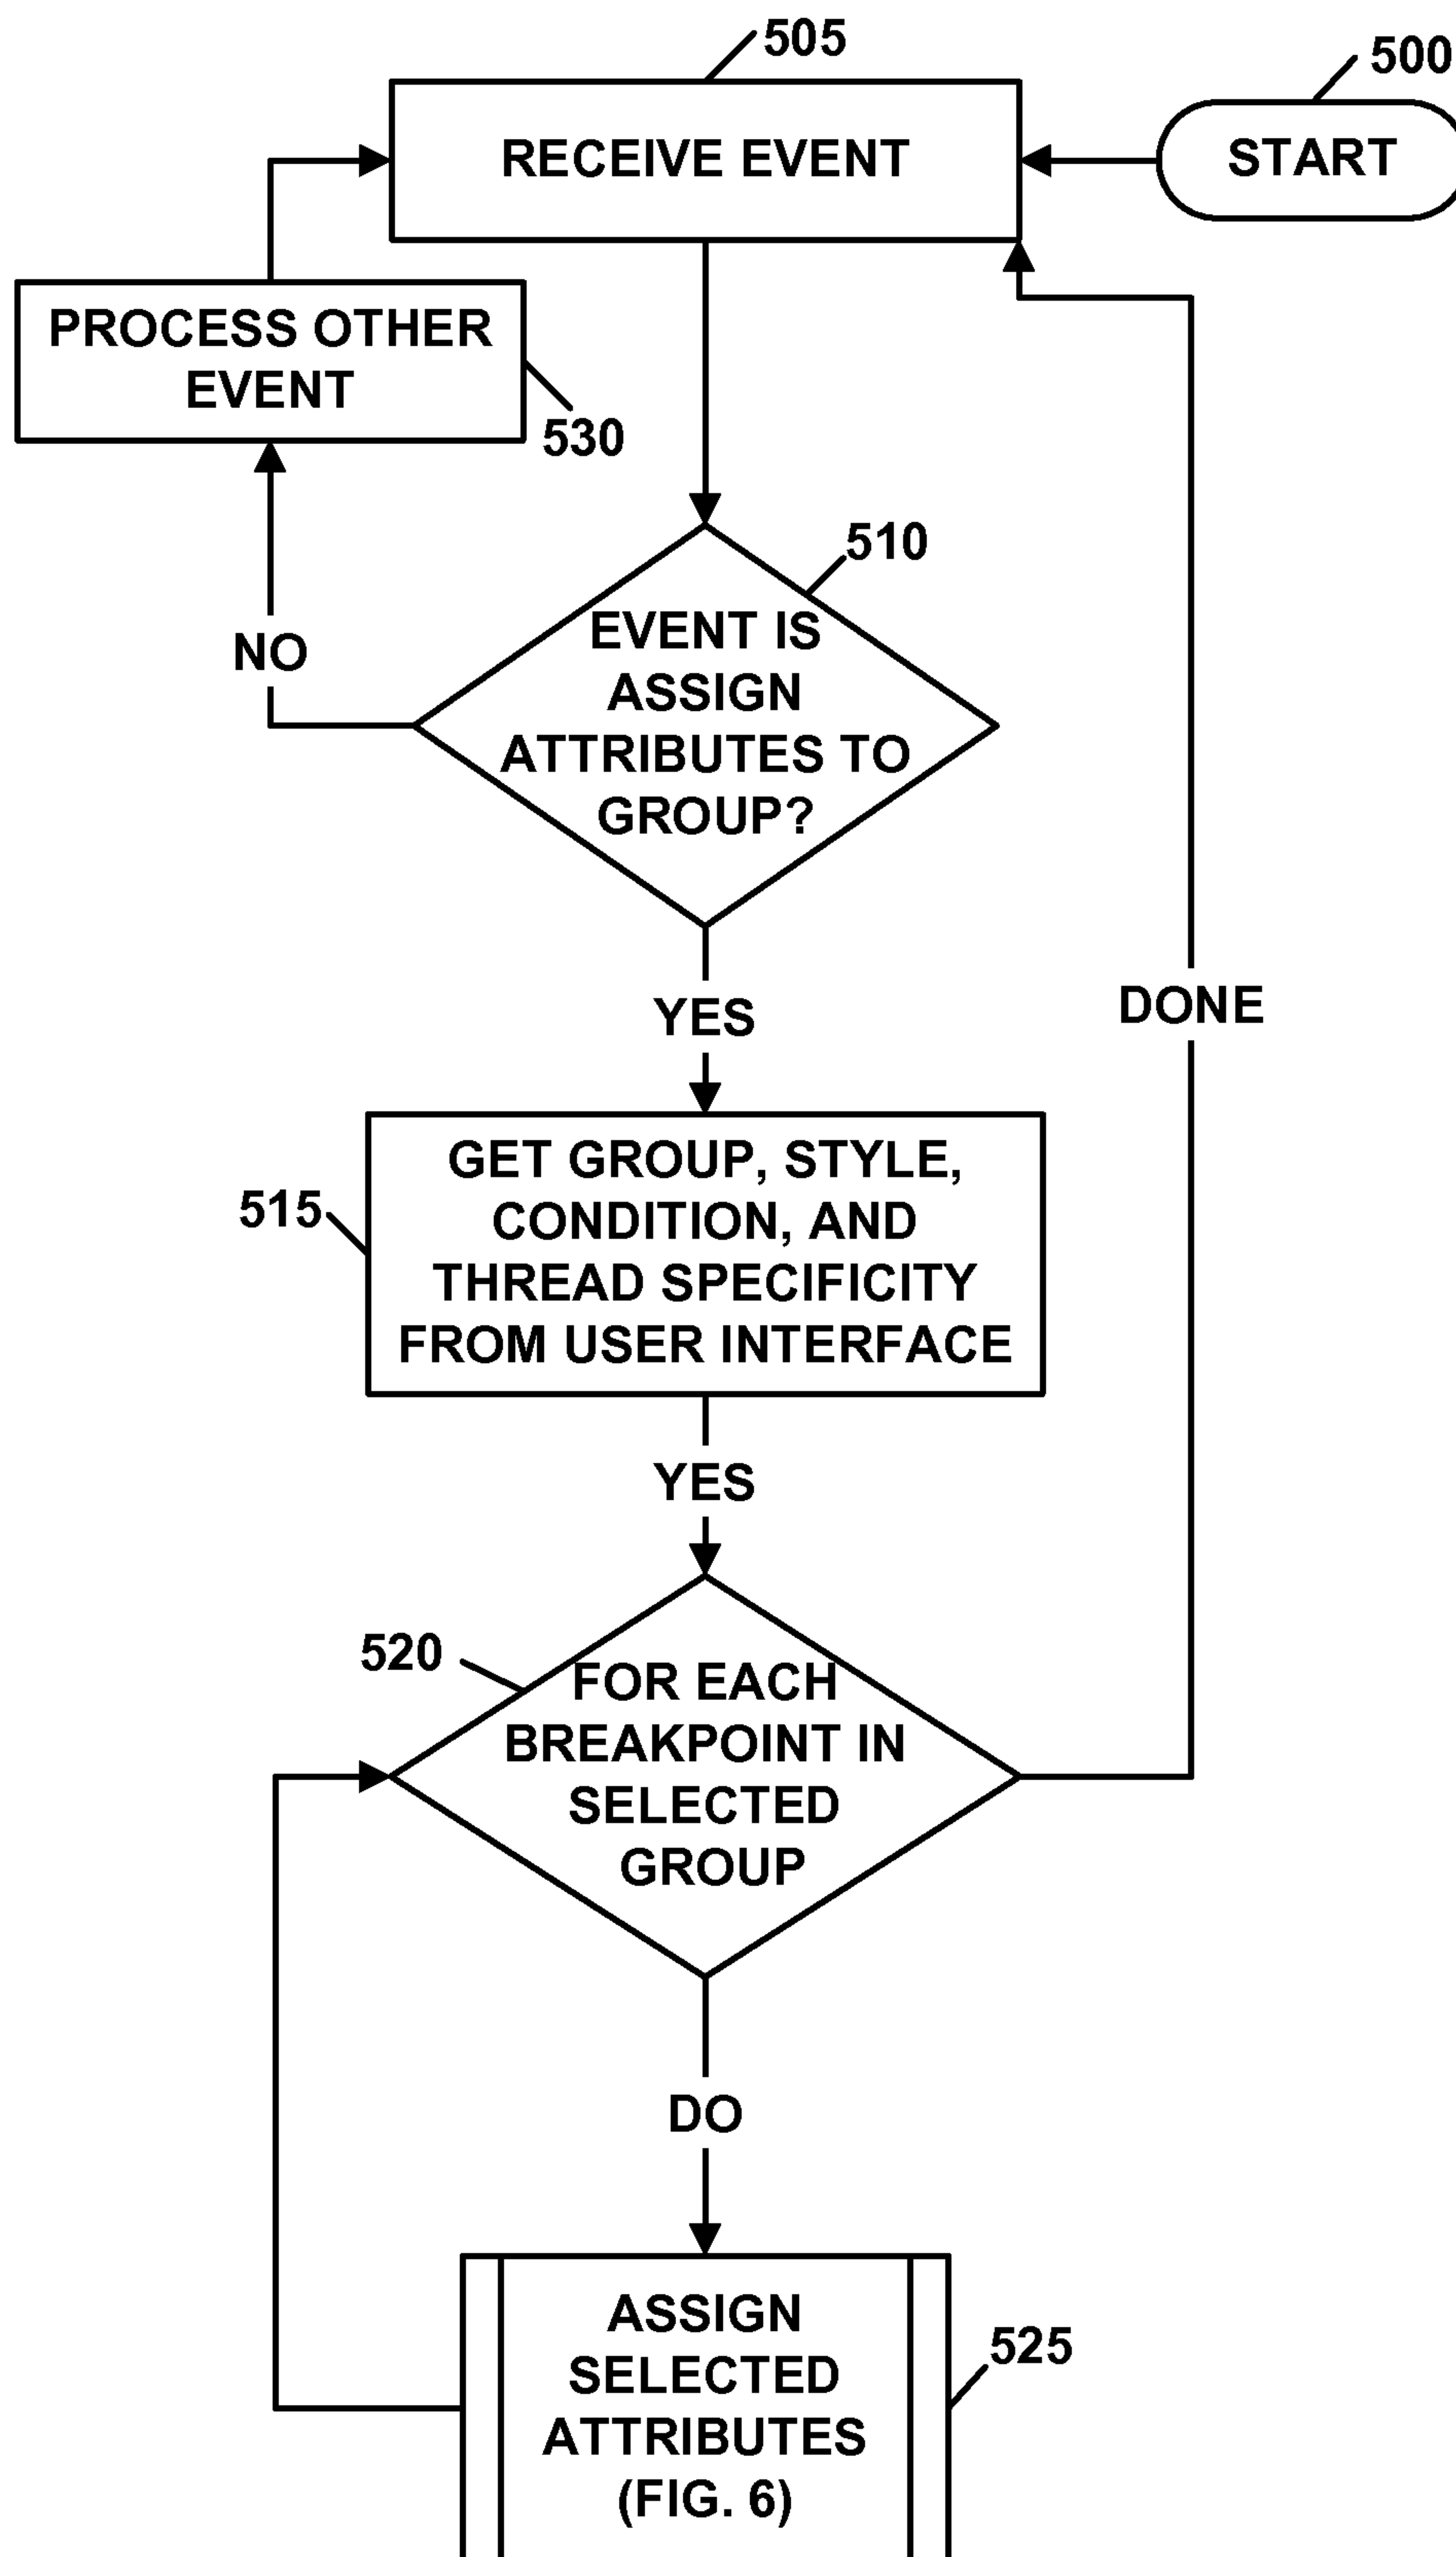 505
500
RECEIVE EVENT
START
PROCESS OTHER
EVENT
530
510
EVENT IS
ASSIGN
ATTRIBUTES TO
GROUP?
NO
YES
DONE
GET GROUP, STYLE,
CONDITION, AND
THREAD SPECIFICITY
FROM USER INTERFACE
515
YES
520
FOR EACH
BREAKPOINT IN
SELECTED
GROUP
DO
ASSIGN
SELECTED
ATTRIBUTES
(FIG. 6)
525